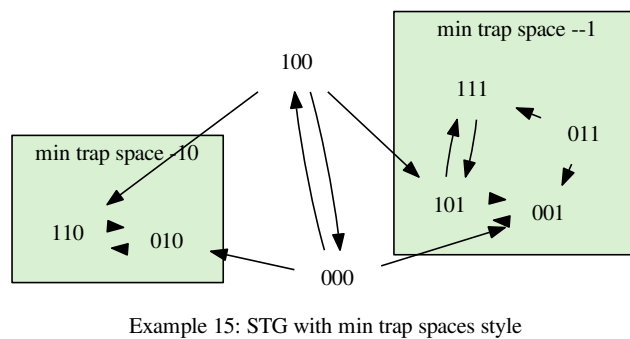 min trap space --1
100
111
011
min trap space -10
101
001
110
010
000
Example 15: STG with min trap spaces style